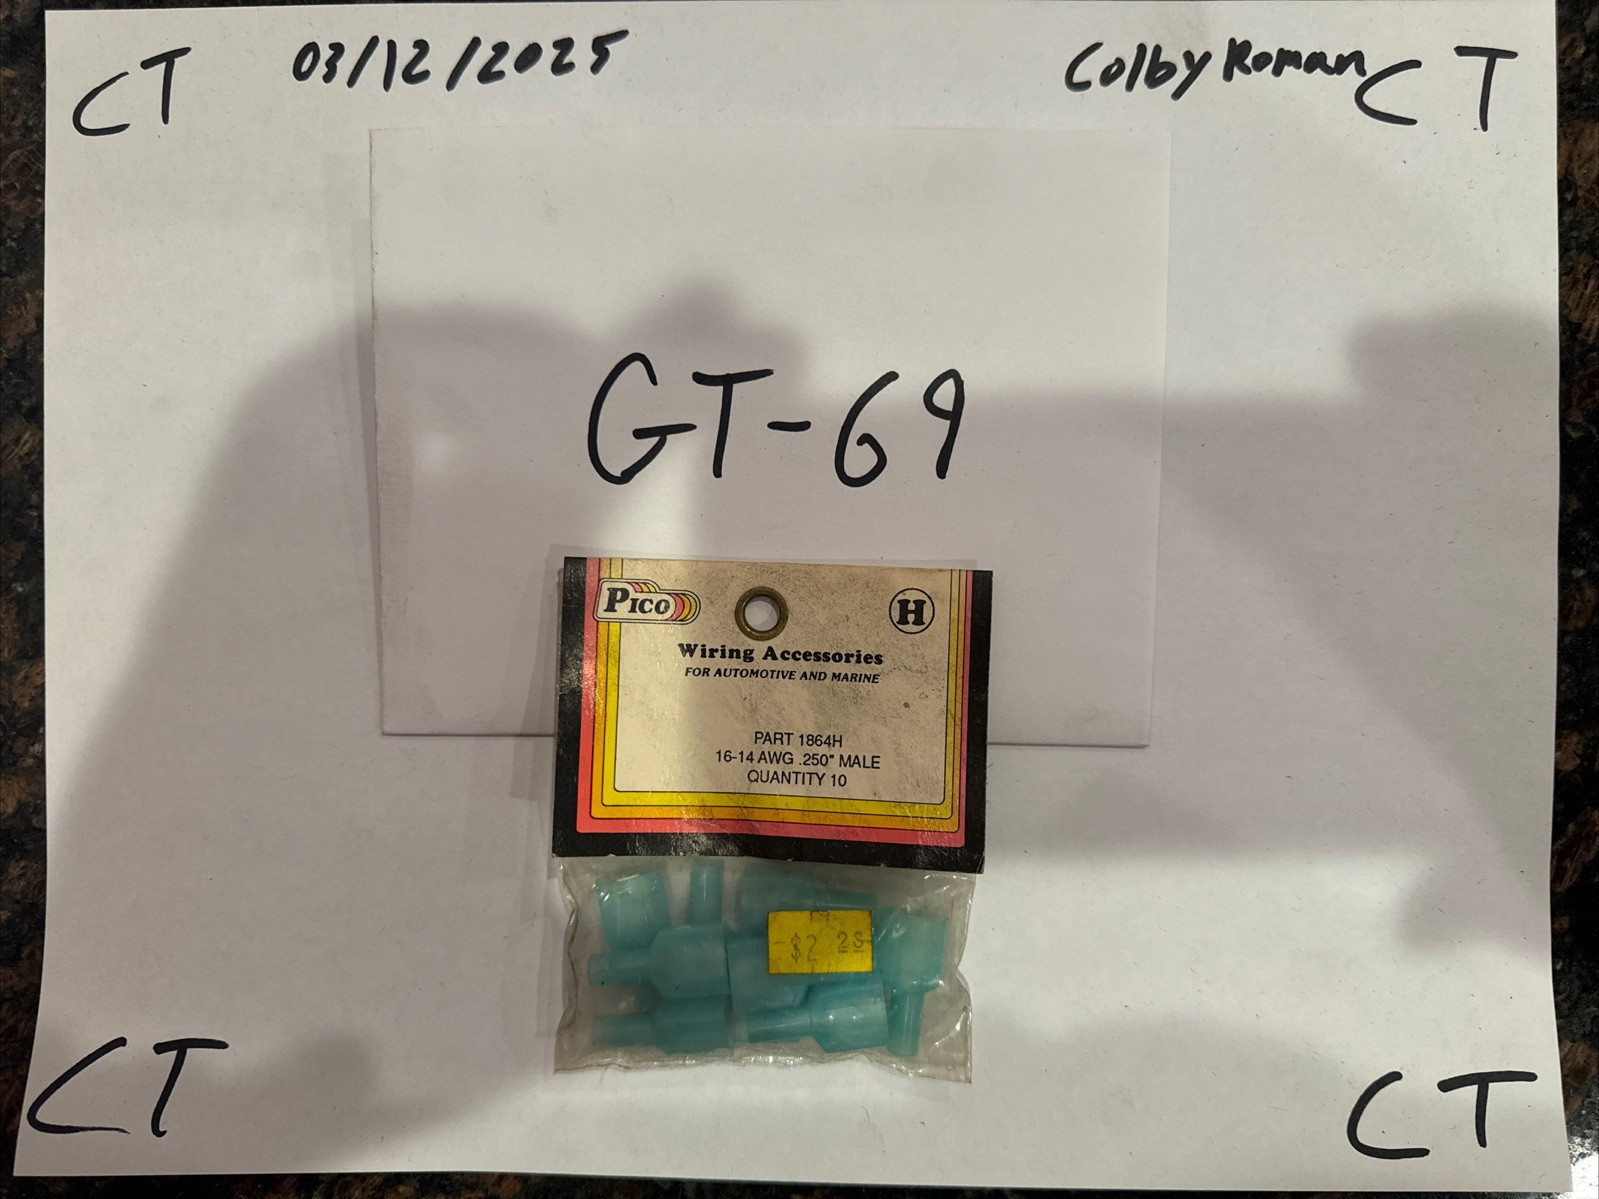 CT 03/12/2025 Colby Roman CT
GT-69
PICO H
Wiring Accessories
FOR AUTOMOTIVE AND MARINE
PART 1864H
16-14 AWG .250" MALE
QUANTITY 10
$2 28
CT CT